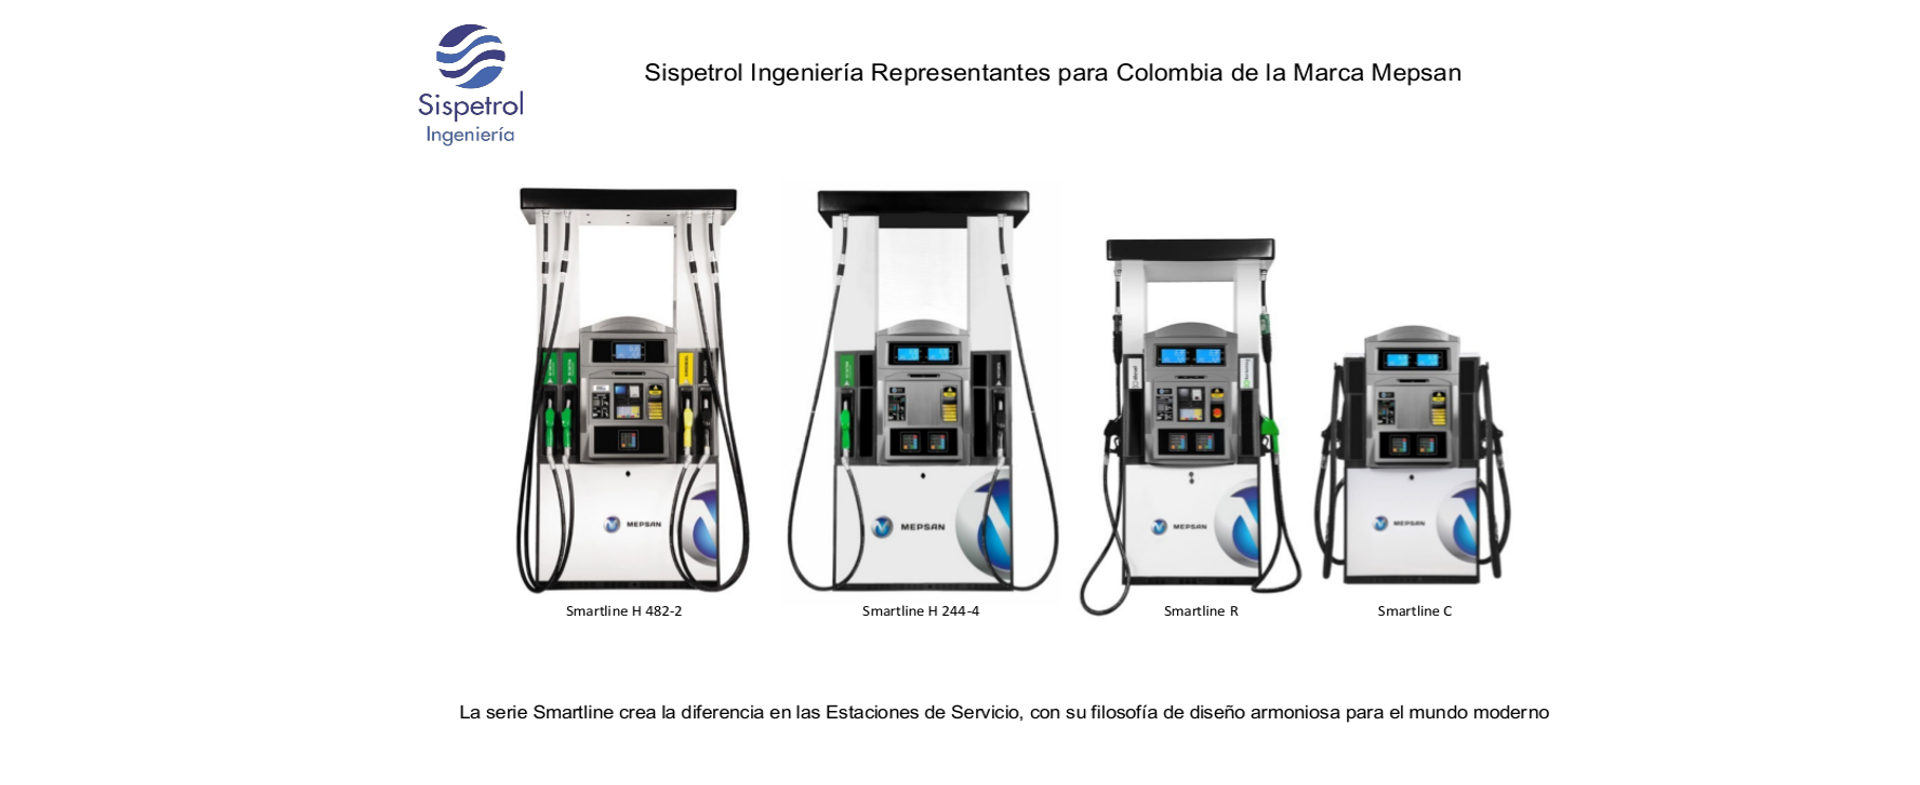 Sispetrol
Ingeniería
Sispetrol Ingeniería Representantes para Colombia de la Marca Mepsan
MEPSAN
MEPSAN
MEPSAN
MEPSAN
Smartline H 482-2
Smartline H 244-4
Smartline R
Smartline C
La serie Smartline crea la diferencia en las Estaciones de Servicio, con su filosofía de diseño armoniosa para el mundo moderno